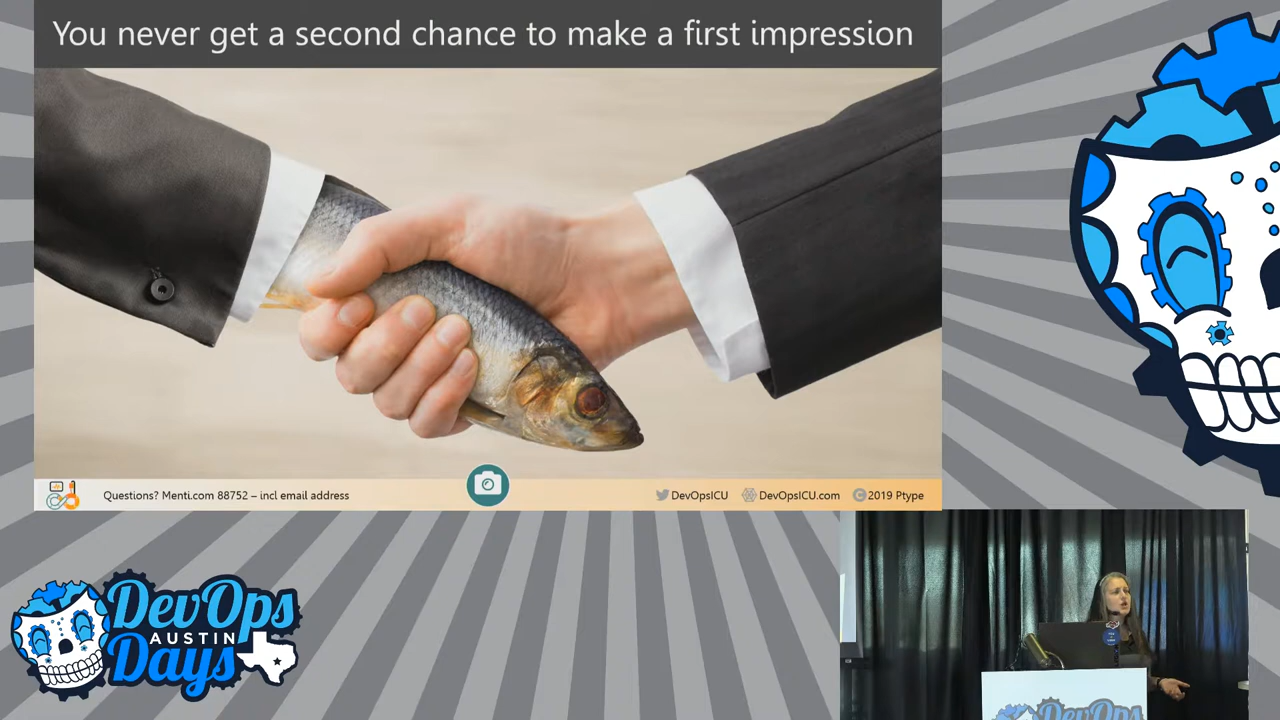 You never get a second chance to make a first impression
Questions? Menti.com 88752 – incl email address
DevOpsICU
DevOpsICU.com
© 2019 Ptype
DevOps
AUSTIN
Days
DevOps